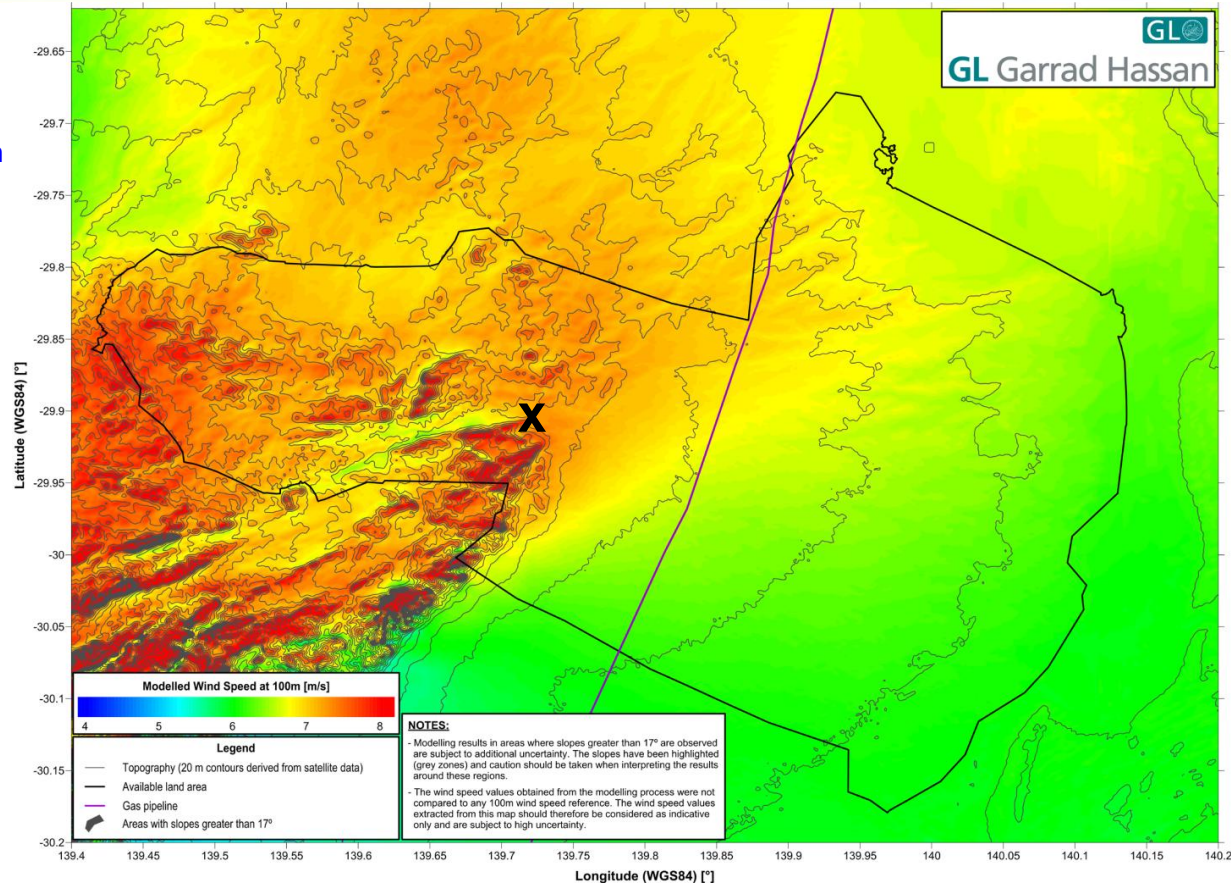 GL
GL Garrad Hassan
n
X
-29.65
-29.7
-29.75
-29.8
-29.85
-29.9
-29.95
-30
-30.05
-30.1
-30.15
-30.2
Latitude (WGS84) [°]
139.4 139.45 139.5 139.55 139.6 139.65 139.7 139.75 139.8 139.85 139.9 139.95 140 140.05 140.1 140.15 140.2
Longitude (WGS84) [°]
Modelled Wind Speed at 100m [m/s]
4 5 6 7 8
Legend
Topography (20 m contours derived from satellite data)
Available land area
Gas pipeline
Areas with slopes greater than 17º
NOTES:
- Modelling results in areas where slopes greater than 17º are observed
are subject to additional uncertainty. The slopes have been highlighted
(grey zones) and caution should be taken when interpreting the results
around these regions.
- The wind speed values obtained from the modelling process were not
compared to any 100m wind speed reference. The wind speed values
extracted from this map should therefore be considered as indicative
only and are subject to high uncertainty.